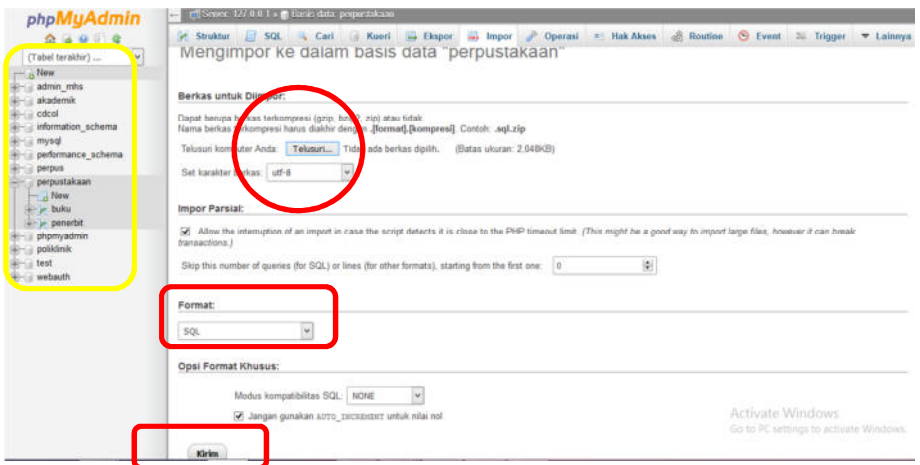 phpMyAdmin
Server: 127.0.0.1 » Basis data: perpustakaan
Struktur SQL Cari Kueri Ekspor Impor Operasi Hak Akses Routine Event Trigger Lainnya
(Tabel terakhir) ...
New
admin_mhs
akademik
cdcol
information_schema
mysql
performance_schema
perpus
perpustakaan
New
buku
penerbit
phpmyadmin
poliklinik
test
webauth
Mengimpor ke dalam basis data "perpustakaan"
Berkas untuk Diimpor:
Dapat berupa berkas terkompresi (gzip, bzip2, zip) atau tidak.
Nama berkas terkompresi harus diakhir dengan .[format].[kompresi]. Contoh: .sql.zip
Telusuri komputer Anda: Telusuri... Tidak ada berkas dipilih. (Batas ukuran: 2,048KB)
Set karakter berkas: utf-8
Impor Parsial:
Allow the interruption of an import in case the script detects it is close to the PHP timeout limit. (This might be a good way to import large files, however it can break
transactions.)
Skip this number of queries (for SQL) or lines (for other formats), starting from the first one: 0
Format:
SQL
Opsi Format Khusus:
Modus kompatibilitas SQL: NONE
Jangan gunakan AUTO_INCREMENT untuk nilai nol
Kirim
Activate Windows
Go to PC settings to activate Windows.